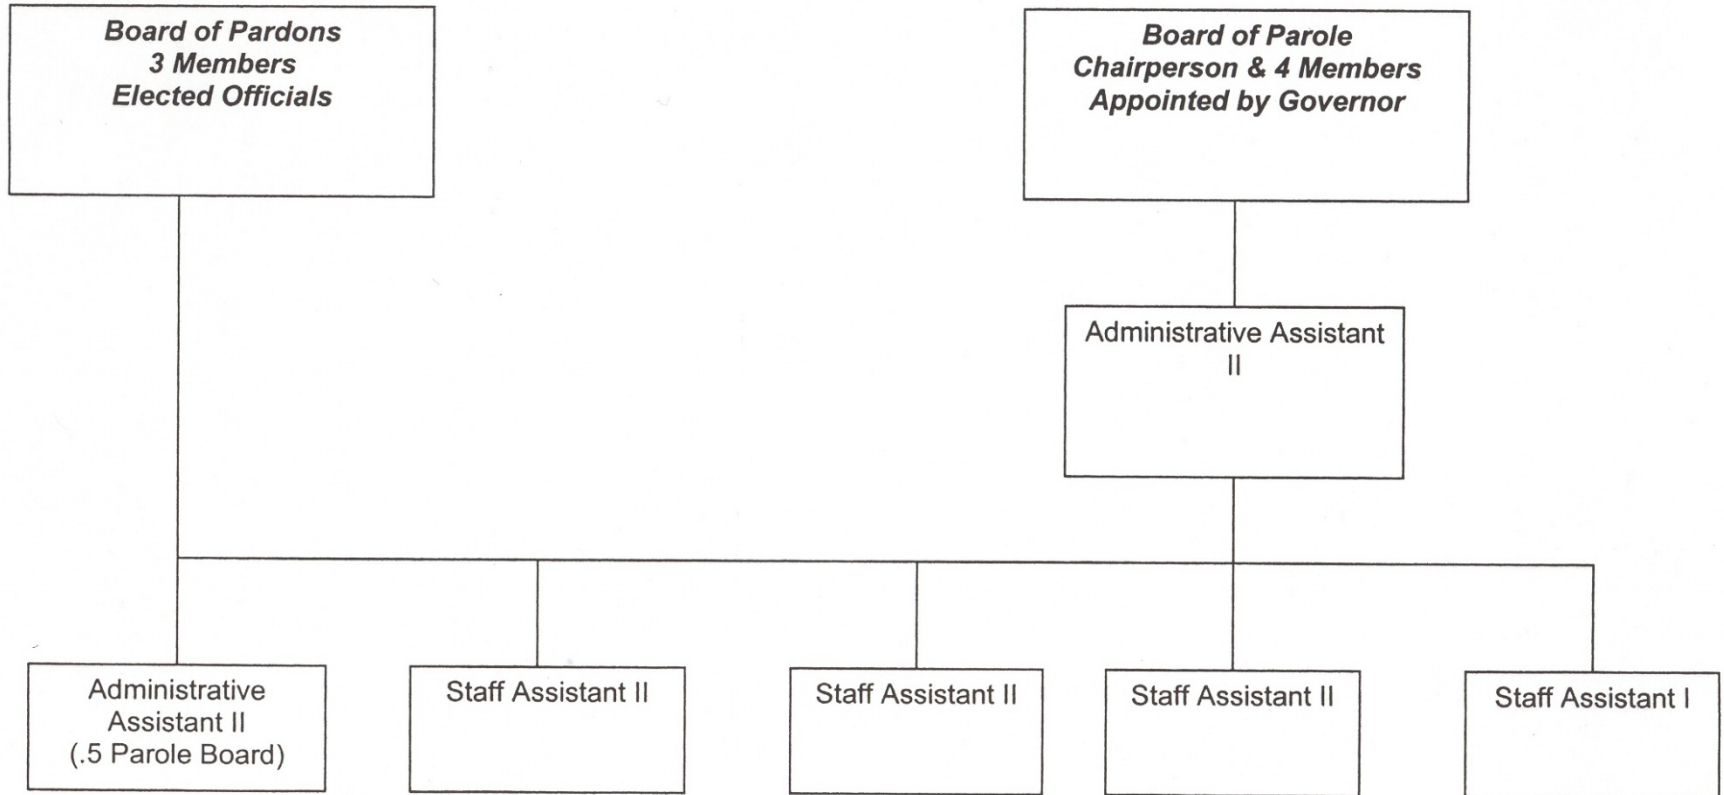 Board of Pardons
3 Members
Elected Officials
Board of Parole
Chairperson & 4 Members
Appointed by Governor
Administrative Assistant
II
Administrative
Assistant II
(.5 Parole Board)
Staff Assistant II
Staff Assistant II
Staff Assistant II
Staff Assistant I